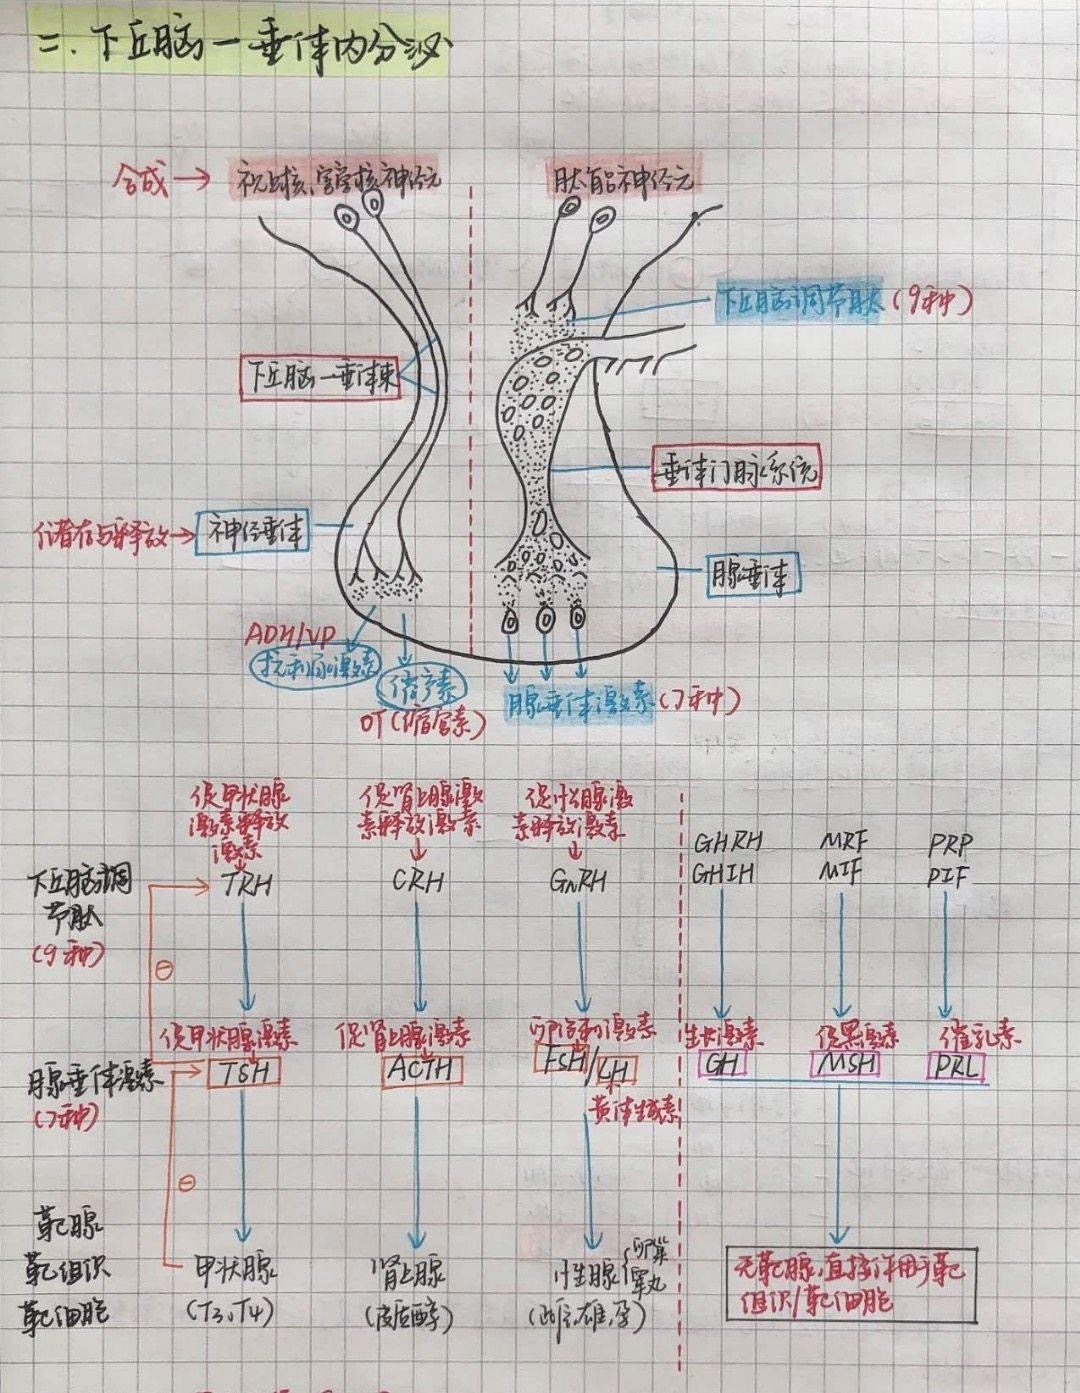 二.下丘脑—垂体内分泌
合成→
视上核、室旁核神经元
肽能神经元
下丘脑调节肽(9种)
下丘脑—垂体束
垂体门脉系统
储存与释放→
神经垂体
腺垂体
ADH/VP
抗利尿激素
催产素
OT(缩宫素)
腺垂体激素(7种)
促甲状腺
激素释放
激素
促肾上腺激
素释放激素
促性腺激
素释放激素
下丘脑调
节肽
(9种)
TRH
CRH
GnRH
GHRH
GHIH
MRF
MIF
PRP
PIF
⊖
促甲状腺激素
促肾上腺激素
卵泡刺激素
生长激素
促黑激素
催乳素
腺垂体激素
(7种)
TSH
ACTH
FSH/LH
GH
MSH
PRL
黄体生成素
⊖
靶腺
靶组织
靶细胞
甲状腺
(T3、T4)
肾上腺
(皮质醇)
性腺{卵巢
睾丸
(雌、雄、孕)
无靶腺,直接作用于靶
组织/靶细胞